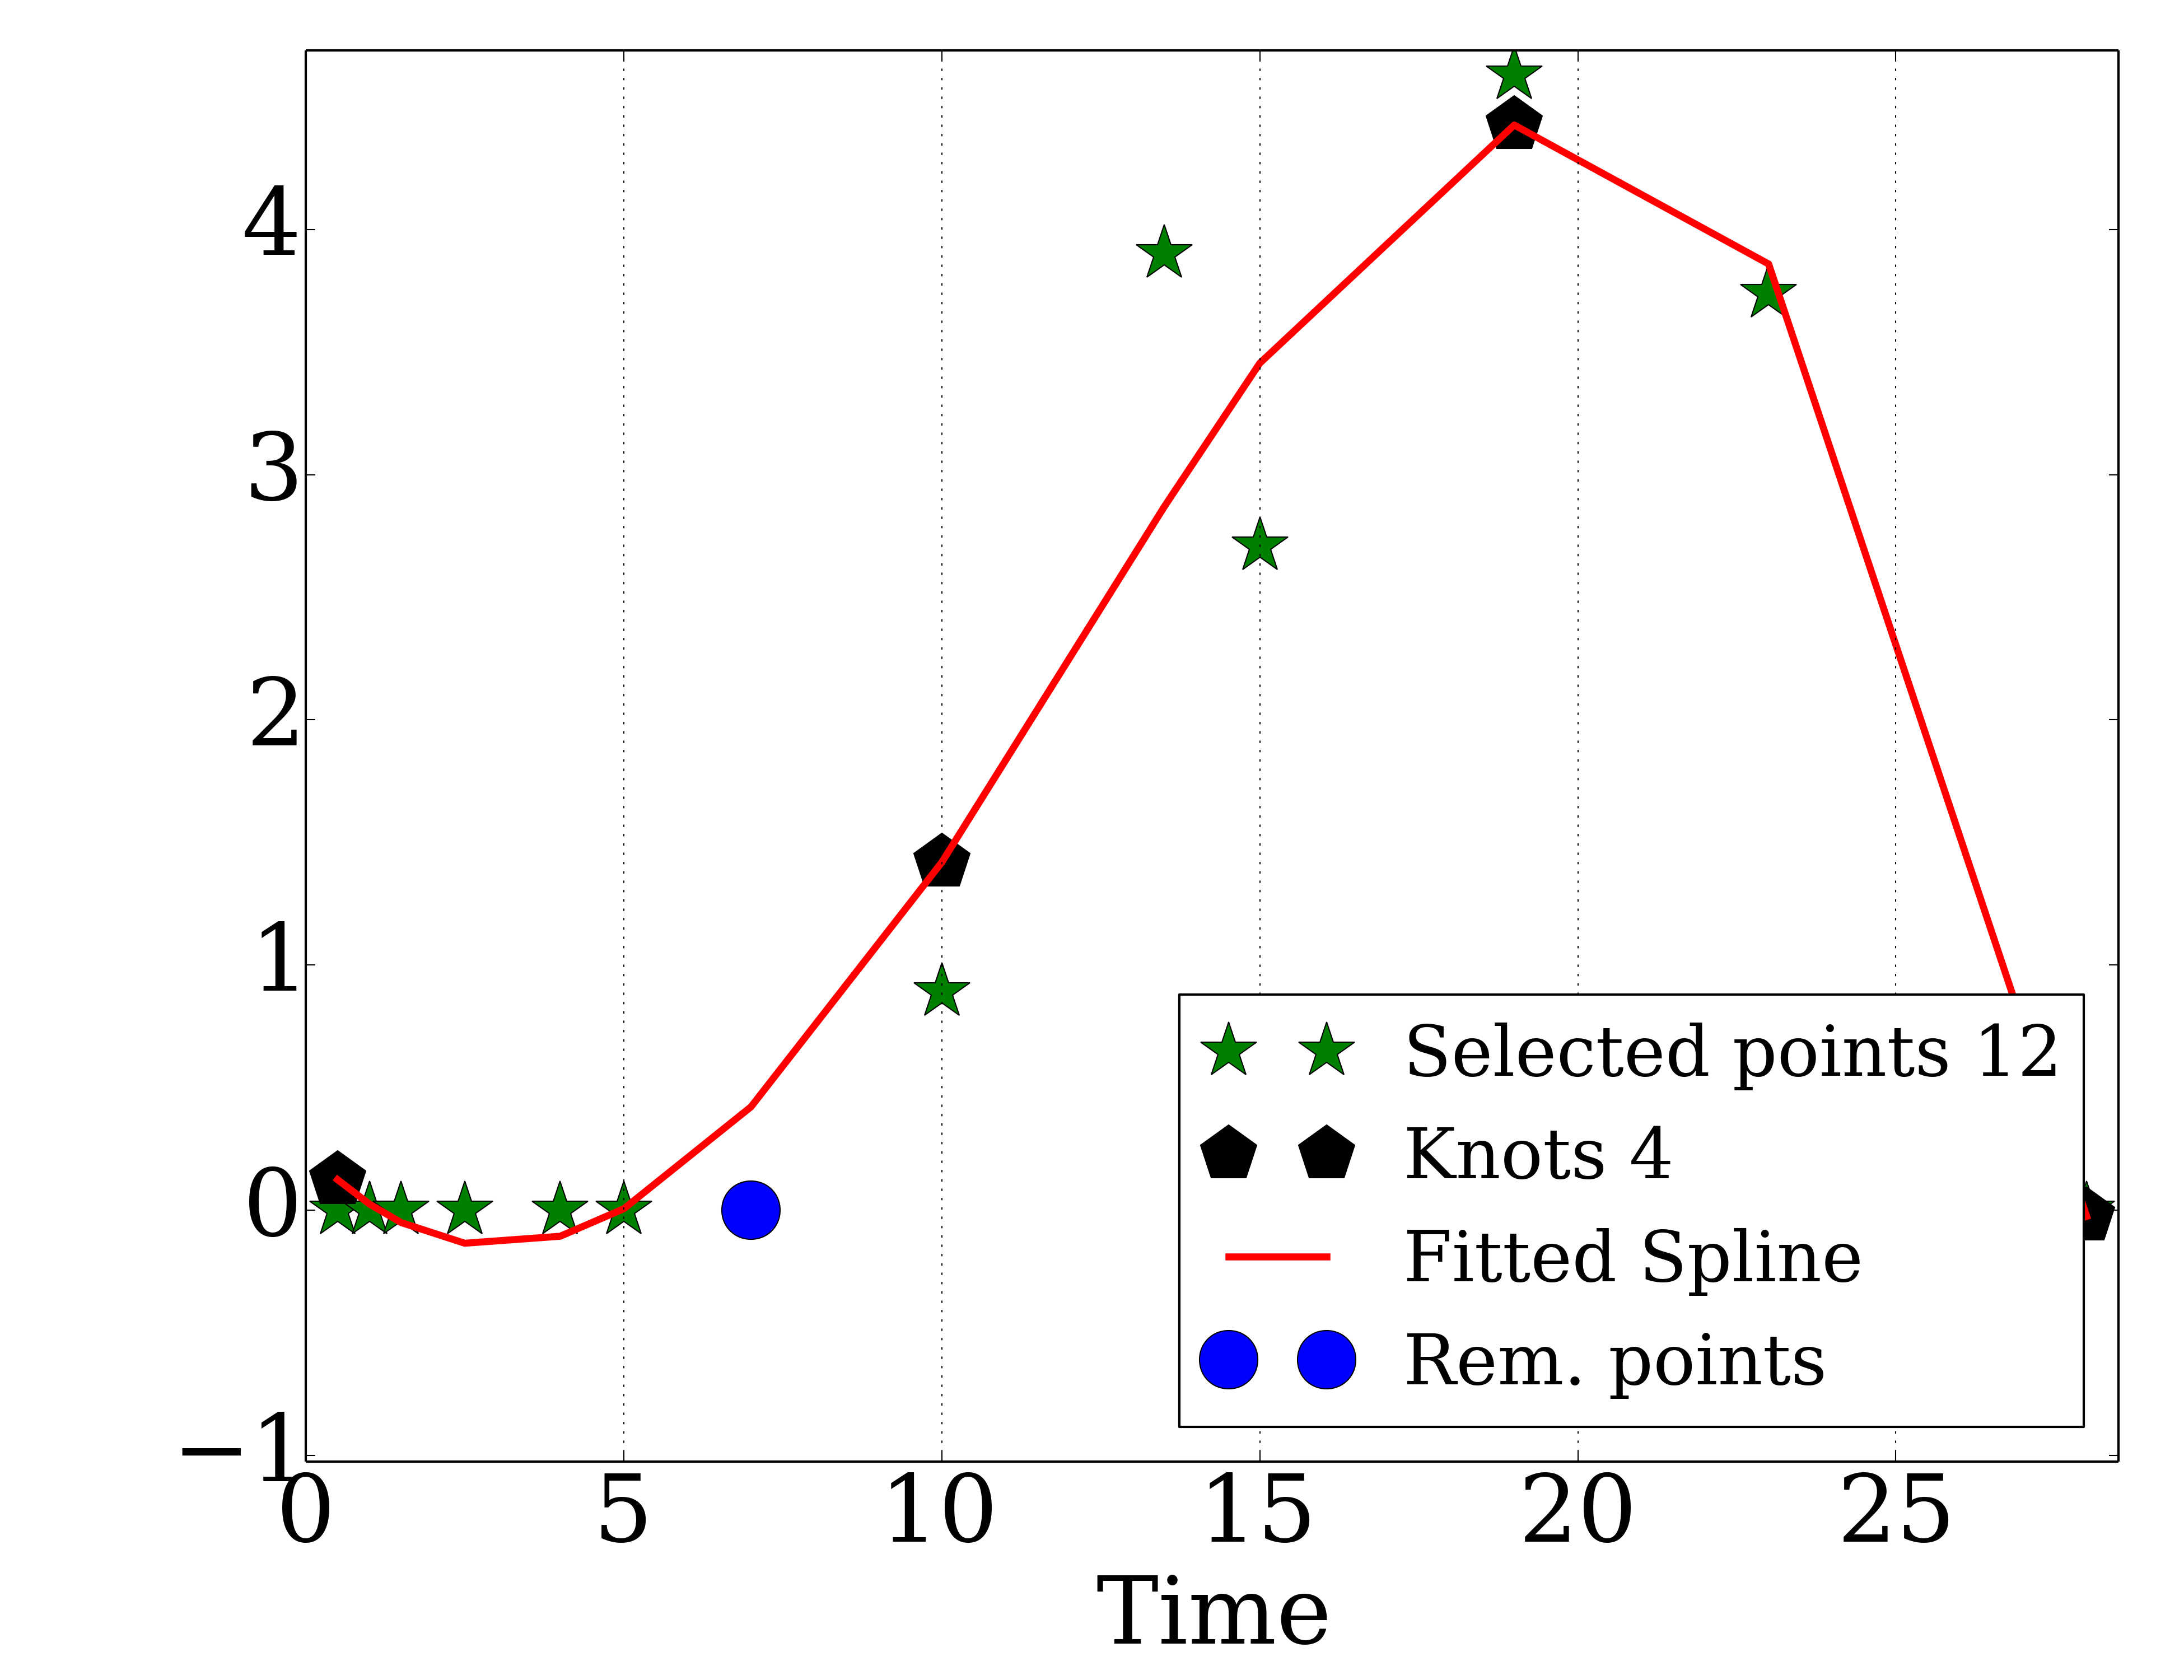 4
3
2
1
0
−1
0 5 10 15 20 25
Time
Selected points 12
Knots 4
Fitted Spline
Rem. points